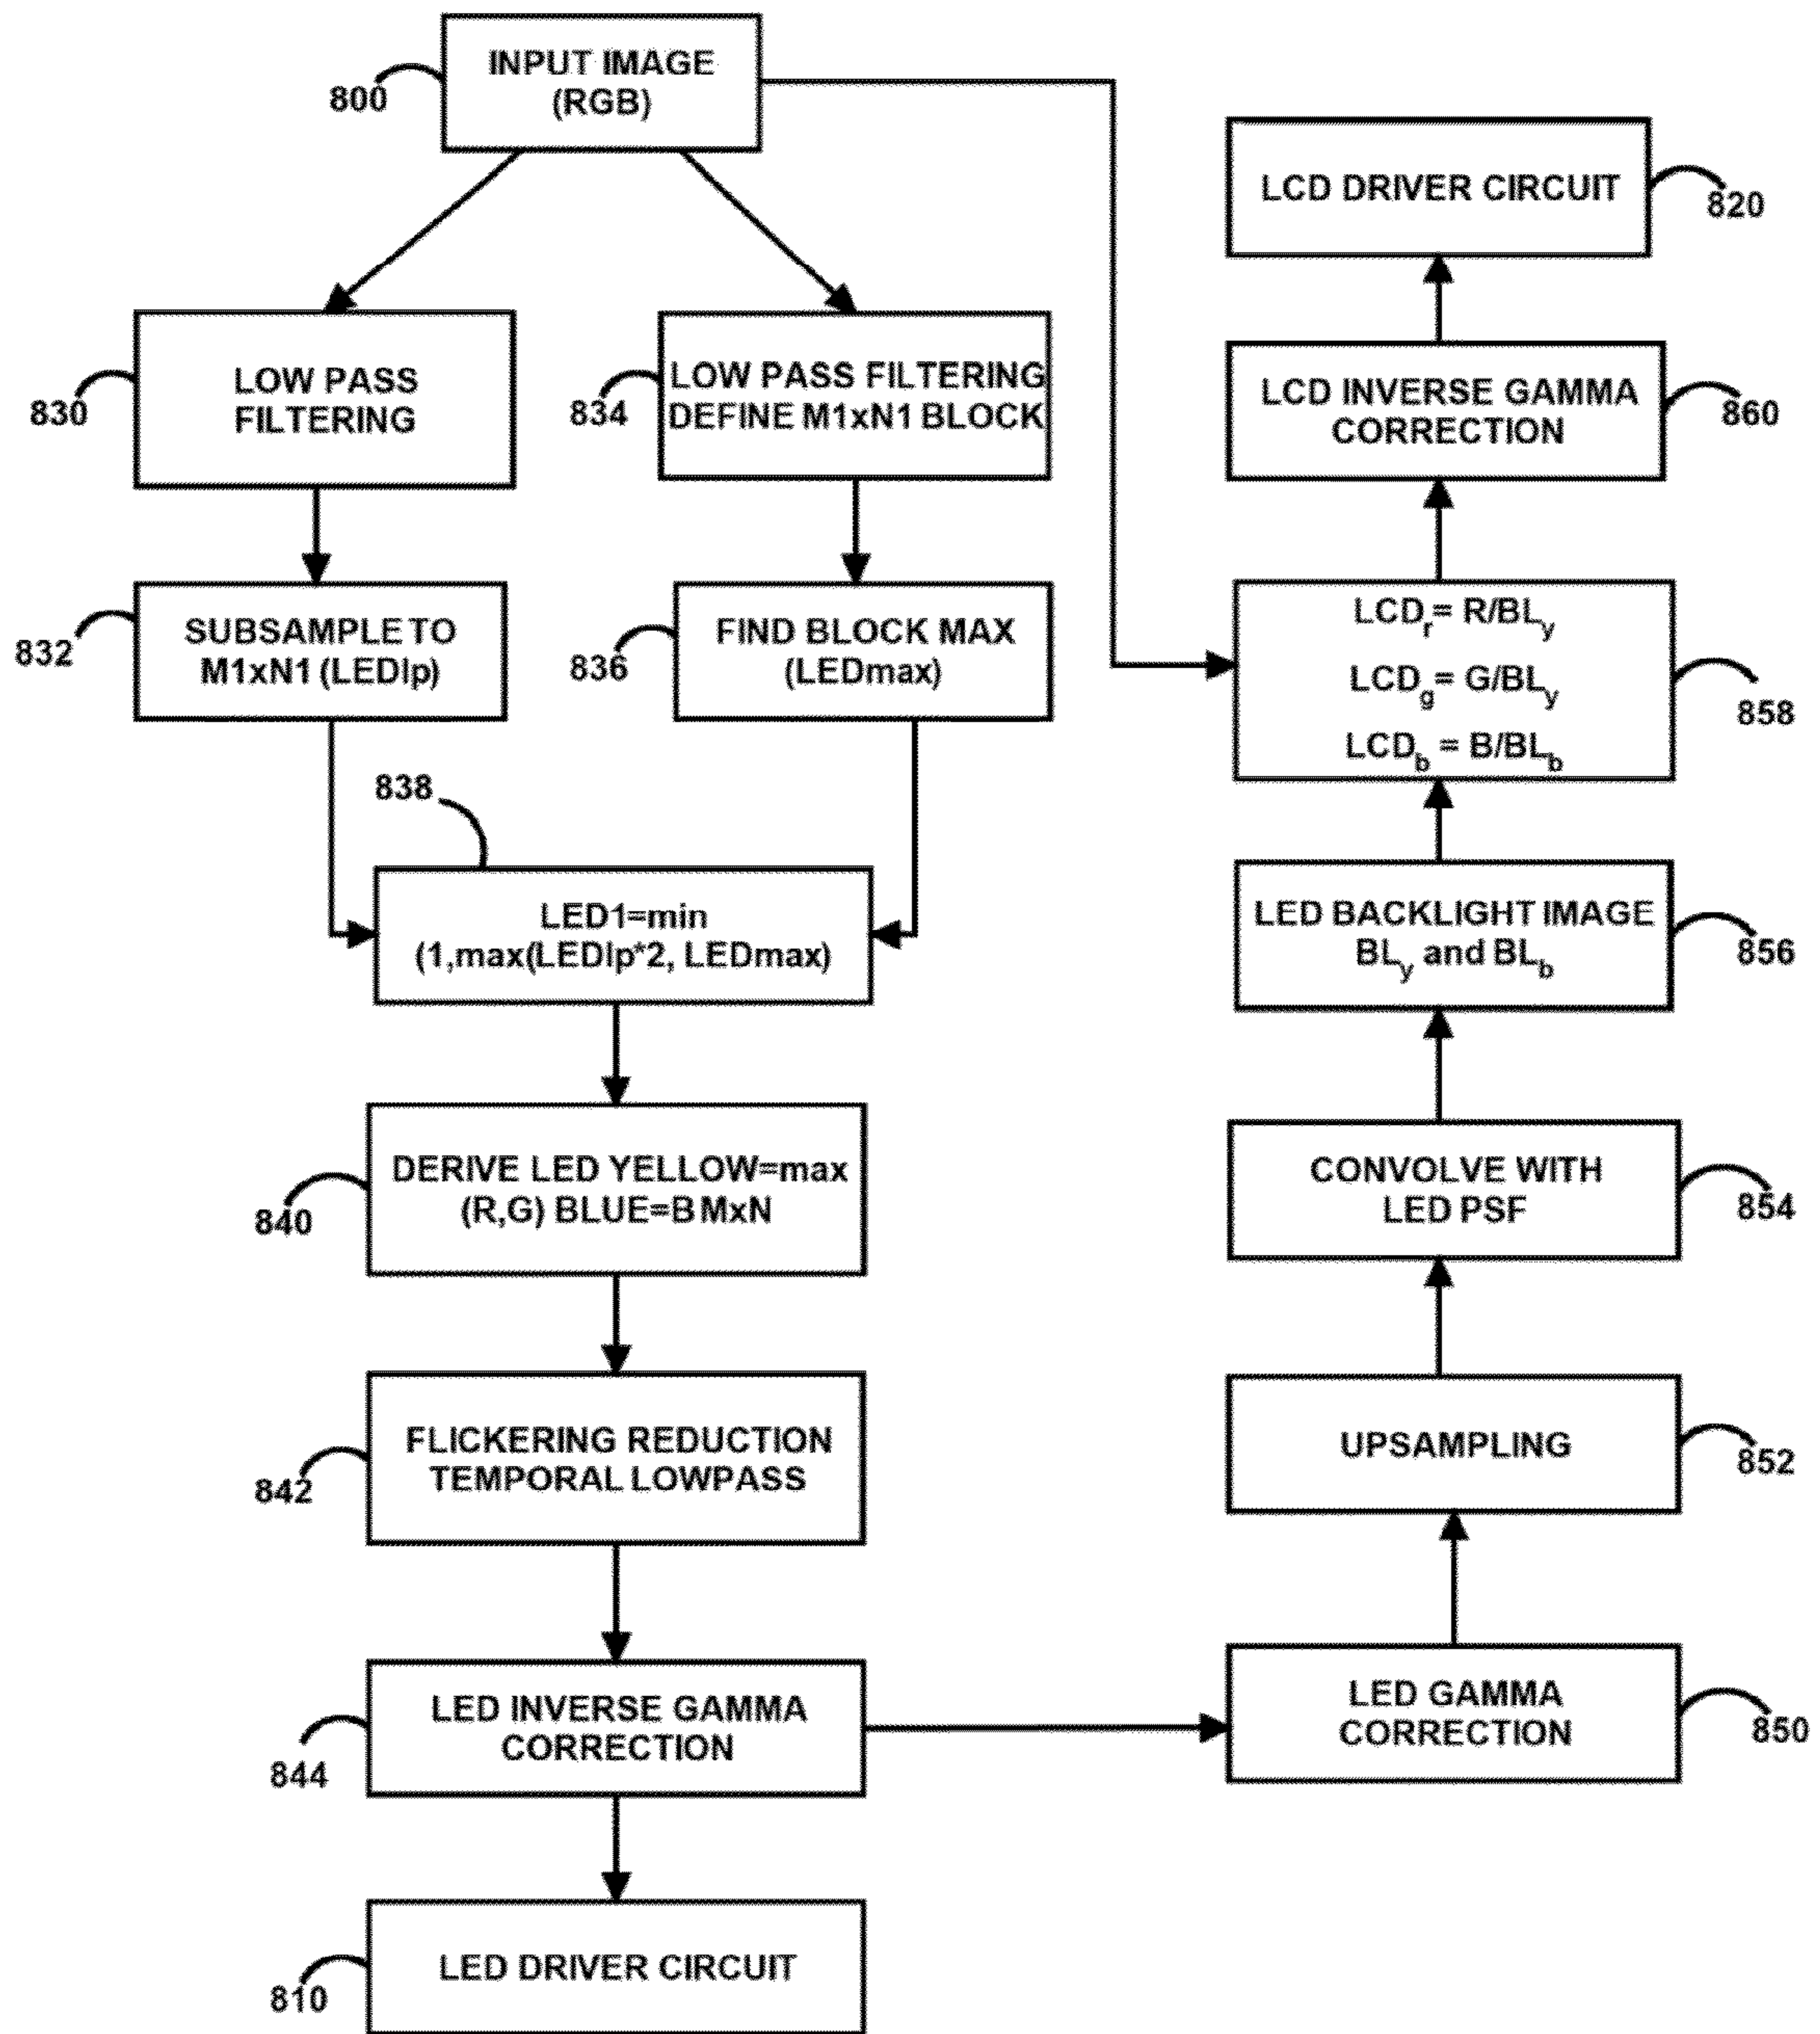 INPUT IMAGE
(RGB)
800
LOW PASS
FILTERING
830
LOW PASS FILTERING
DEFINE M1xN1 BLOCK
834
SUBSAMPLE TO
M1xN1 (LEDlp)
832
FIND BLOCK MAX
(LEDmax)
836
838
LED1=min
(1,max(LEDlp*2, LEDmax)
DERIVE LED YELLOW=max
(R,G) BLUE=B MxN
840
FLICKERING REDUCTION
TEMPORAL LOWPASS
842
LED INVERSE GAMMA
CORRECTION
844
LED DRIVER CIRCUIT
810
LCD DRIVER CIRCUIT
820
LCD INVERSE GAMMA
CORRECTION
860
LCDr= R/BLy
LCDg= G/BLy
LCDb = B/BLb
858
LED BACKLIGHT IMAGE
BLy and BLb
856
CONVOLVE WITH
LED PSF
854
UPSAMPLING
852
LED GAMMA
CORRECTION
850